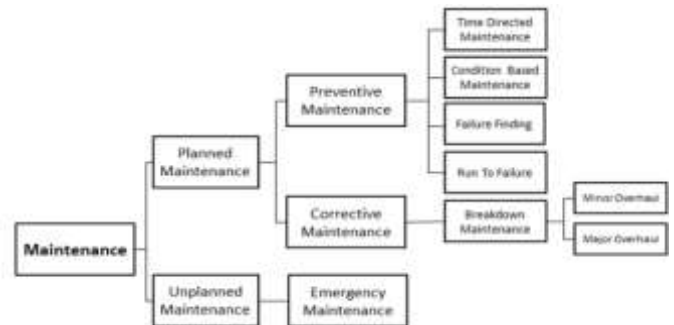 Time Directed
Maintenance
Condition Based
Maintenance
Failure Finding
Run To Failure
Preventive
Maintenance
Planned
Maintenance
Corrective
Maintenance
Breakdown
Maintenance
Minor Overhaul
Major Overhaul
Maintenance
Unplanned
Maintenance
Emergency
Maintenance